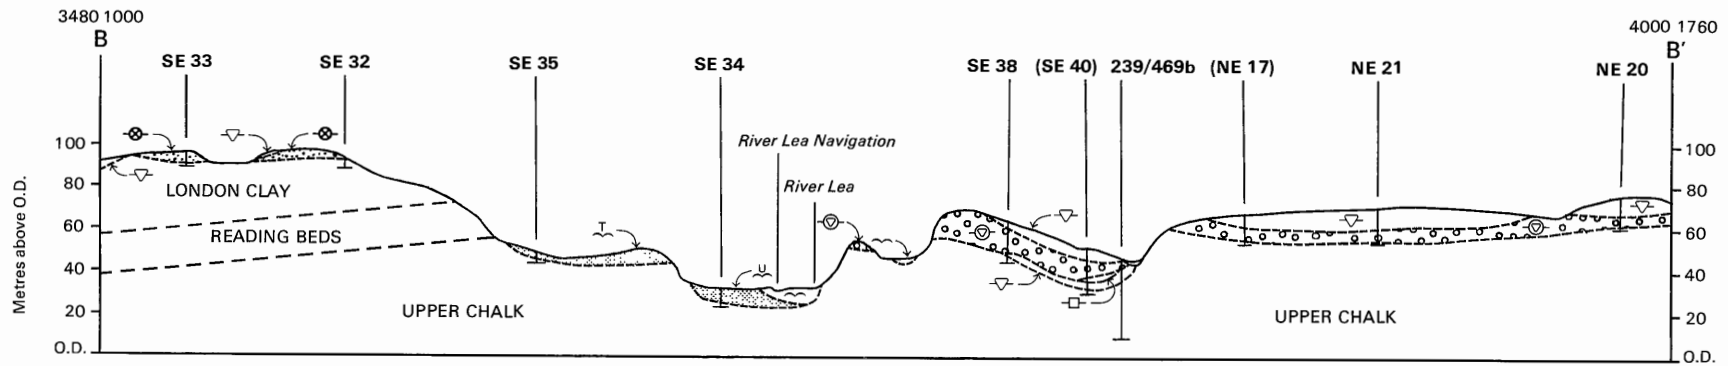 3480 1000
4000 1760
B
B'
SE 33
SE 32
SE 35
SE 34
SE 38
(SE 40)
239/469b
(NE 17)
NE 21
NE 20
River Lea Navigation
River Lea
Metres above O.D.
100
80
60
40
20
O.D.
100
80
60
40
20
O.D.
LONDON CLAY
READING BEDS
UPPER CHALK
UPPER CHALK
T
U